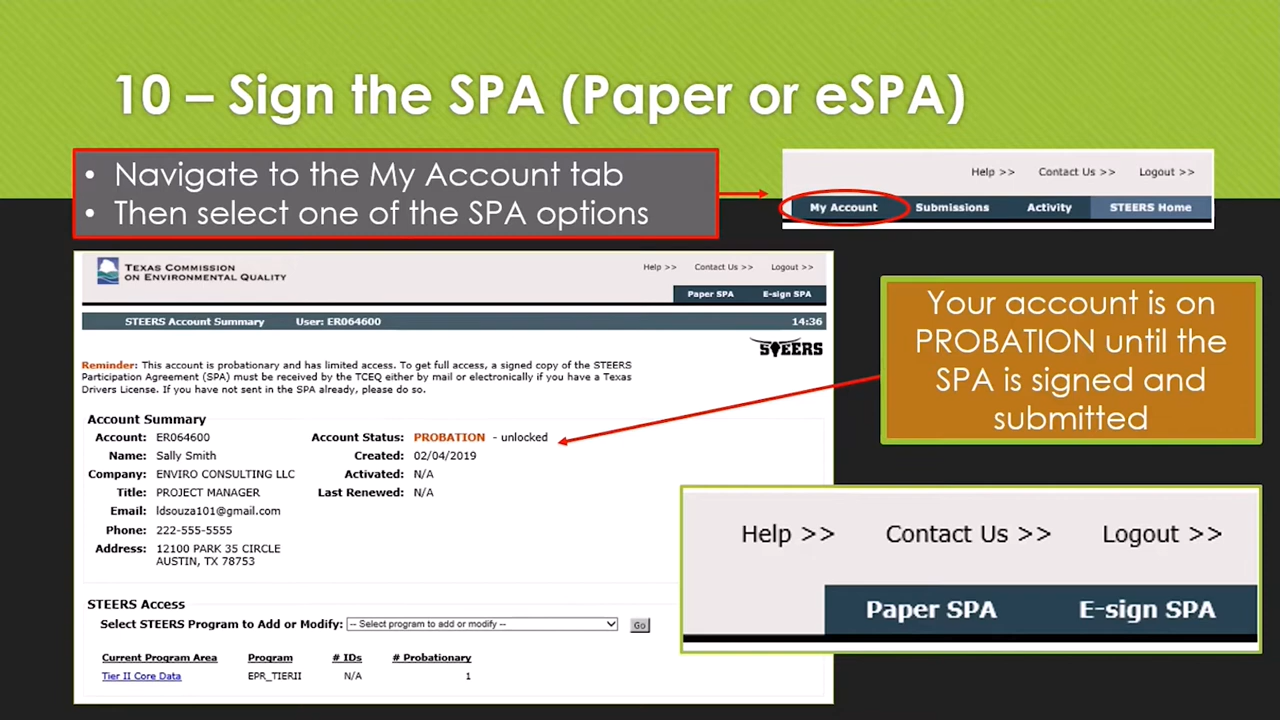 10 – Sign the SPA (Paper or eSPA)
• Navigate to the My Account tab
• Then select one of the SPA options
Help >> Contact Us >> Logout >>
My Account Submissions Activity STEERS Home
TEXAS COMMISSION
ON ENVIRONMENTAL QUALITY
Help >> Contact Us >> Logout >>
Paper SPA E-sign SPA
STEERS Account Summary User: ER064600 14:36
STEERS
Reminder: This account is probationary and has limited access. To get full access, a signed copy of the STEERS
Participation Agreement (SPA) must be received by the TCEQ either by mail or electronically if you have a Texas
Drivers License. If you have not sent in the SPA already, please do so.
Account Summary
Account: ER064600 Account Status: PROBATION - unlocked
Name: Sally Smith Created: 02/04/2019
Company: ENVIRO CONSULTING LLC Activated: N/A
Title: PROJECT MANAGER Last Renewed: N/A
Email: ldsouza101@gmail.com
Phone: 222-555-5555
Address: 12100 PARK 35 CIRCLE
AUSTIN, TX 78753
STEERS Access
Select STEERS Program to Add or Modify: -- Select program to add or modify -- Go
Current Program Area Program # IDs # Probationary
Tier II Core Data EPR_TIERII N/A 1
Your account is on
PROBATION until the
SPA is signed and
submitted
Help >> Contact Us >> Logout >>
Paper SPA E-sign SPA